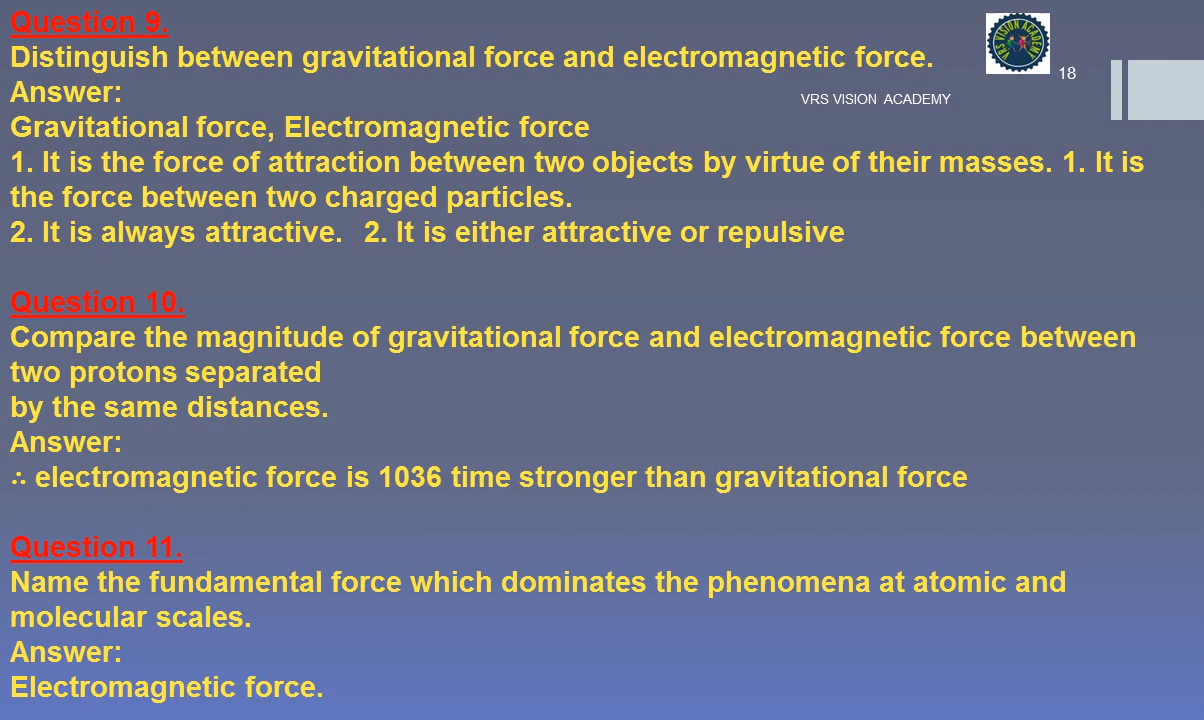 Question 9.
Distinguish between gravitational force and electromagnetic force.
Answer:
VRS VISION ACADEMY
18
Gravitational force, Electromagnetic force
1. It is the force of attraction between two objects by virtue of their masses. 1. It is
the force between two charged particles.
2. It is always attractive. 2. It is either attractive or repulsive
Question 10.
Compare the magnitude of gravitational force and electromagnetic force between
two protons separated
by the same distances.
Answer:
∴ electromagnetic force is 1036 time stronger than gravitational force
Question 11.
Name the fundamental force which dominates the phenomena at atomic and
molecular scales.
Answer:
Electromagnetic force.
VRS VISION ACADEMY